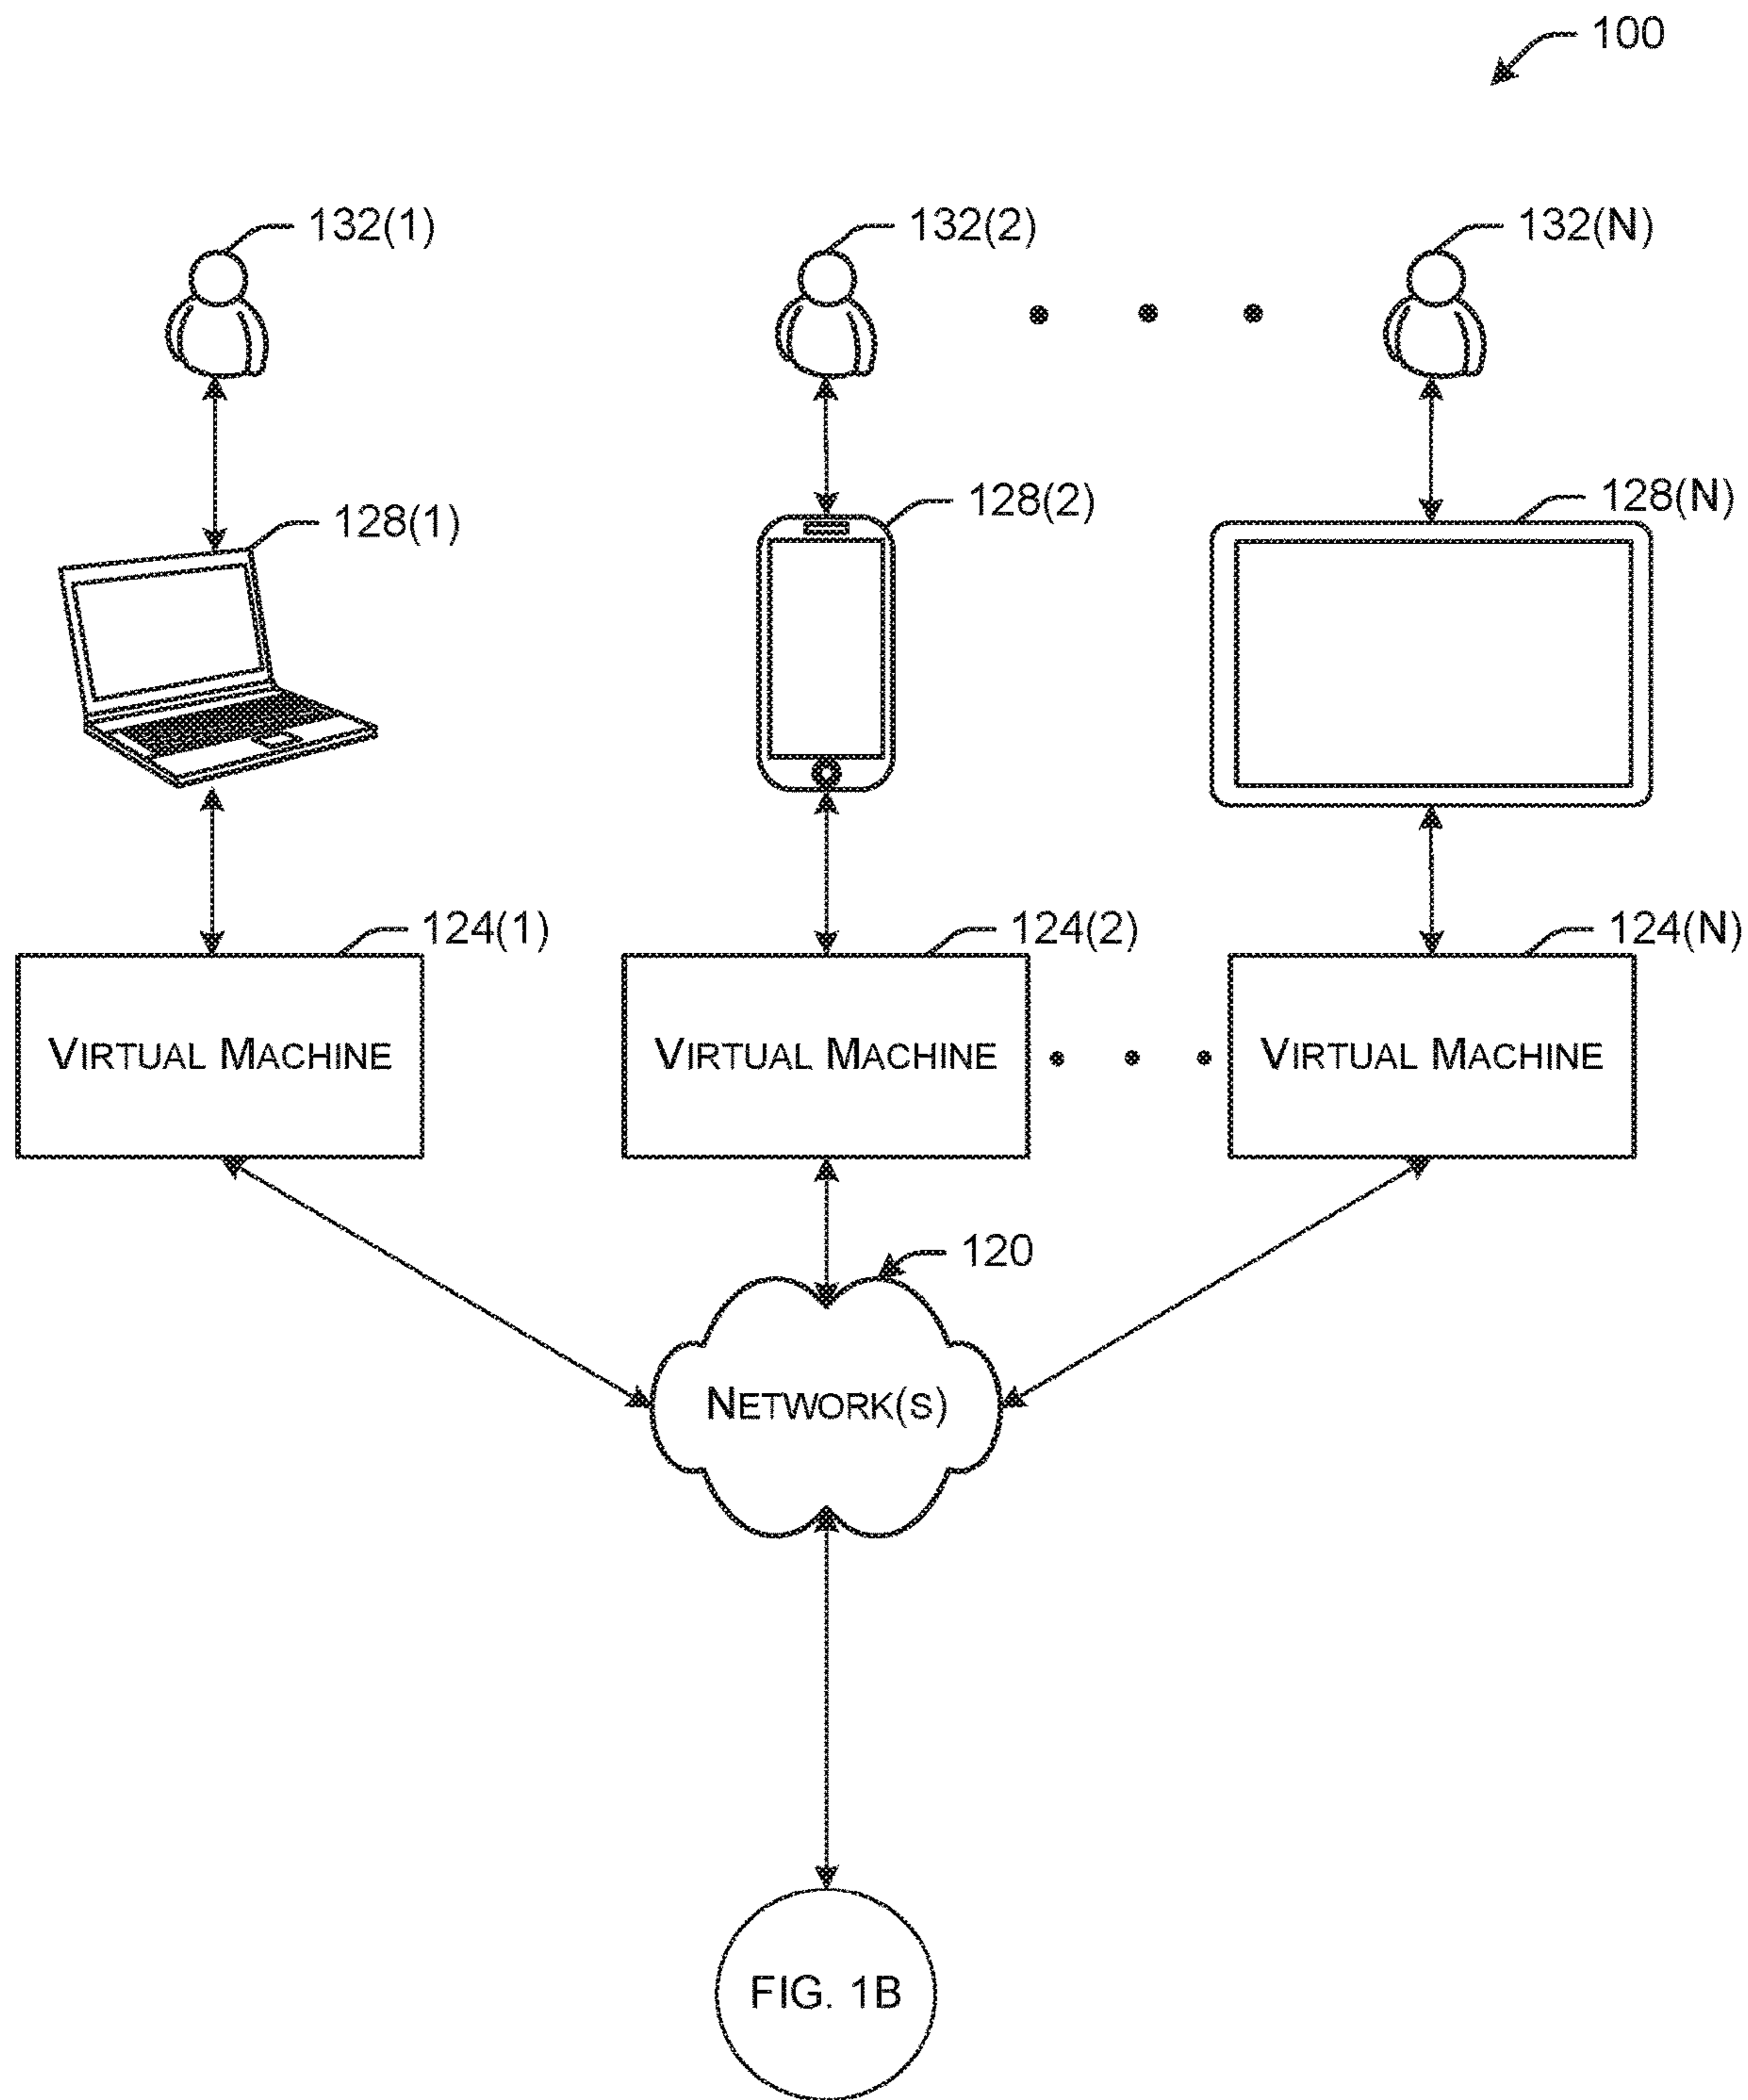 100
132(1)
132(2)
132(N)
128(1)
128(2)
128(N)
124(1)
124(2)
124(N)
VIRTUAL MACHINE
VIRTUAL MACHINE
VIRTUAL MACHINE
120
NETWORK(S)
FIG. 1B